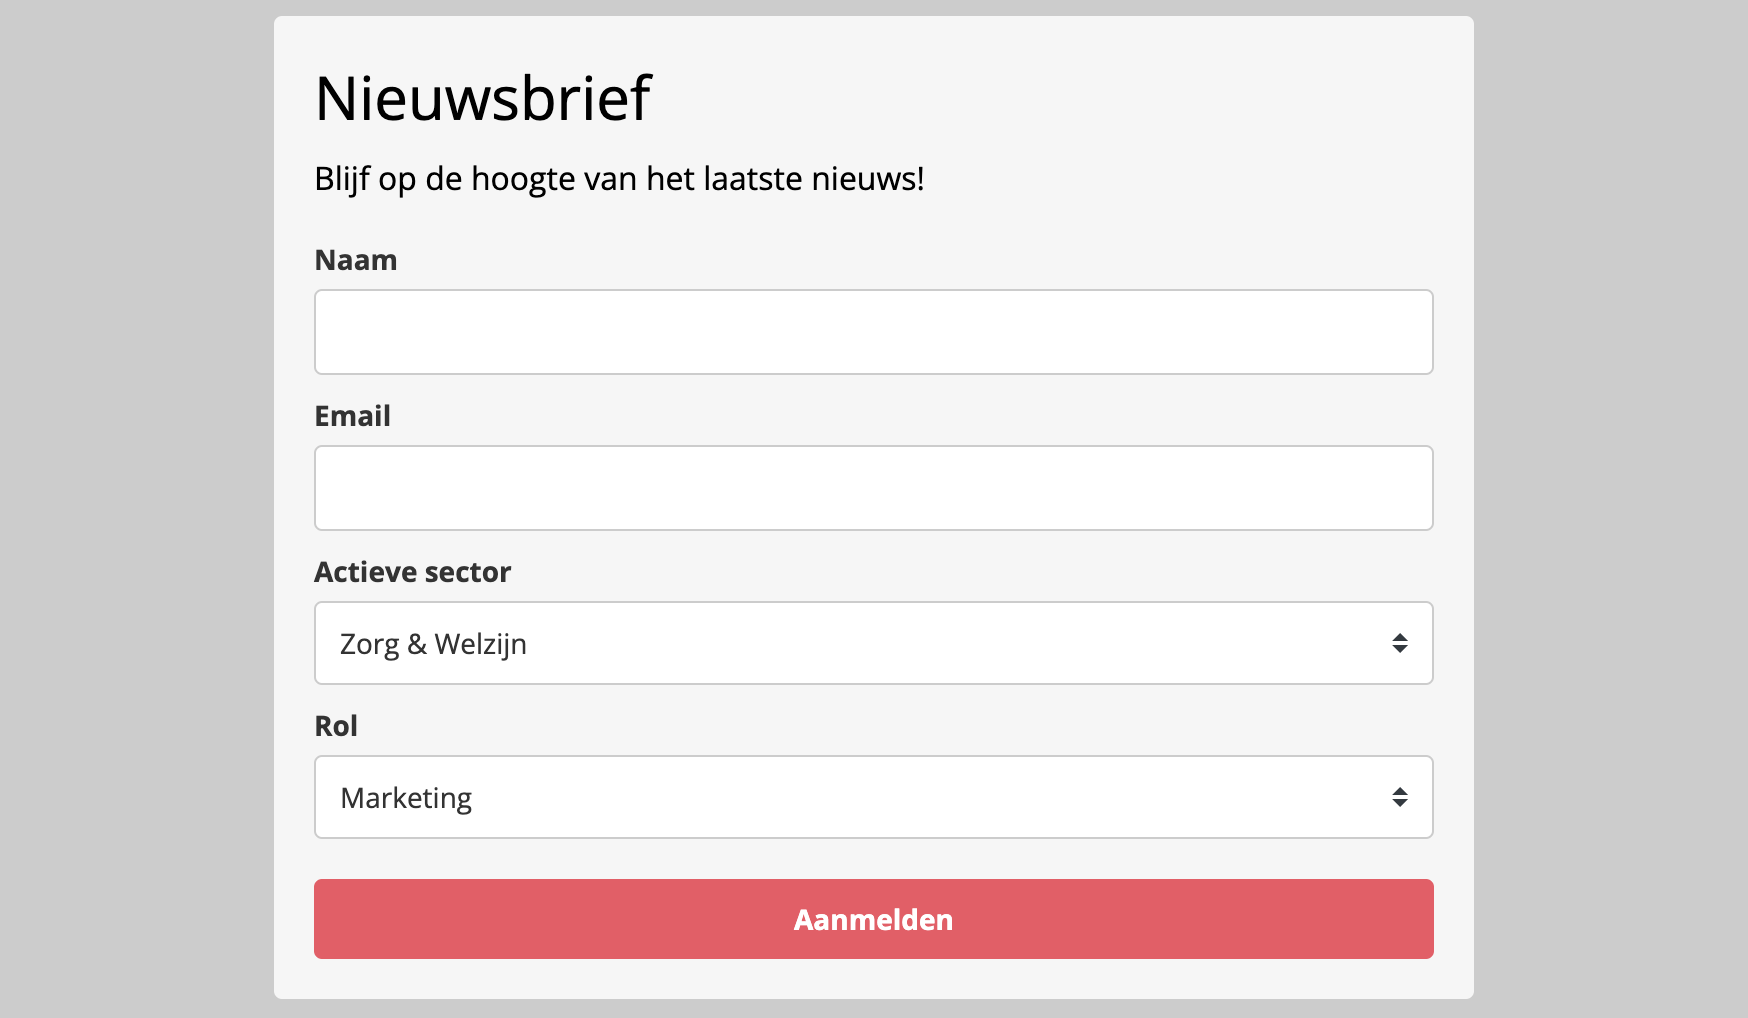 Nieuwsbrief
Blijf op de hoogte van het laatste nieuws!
Naam
Email
Actieve sector
Zorg & Welzijn
Rol
Marketing
Aanmelden